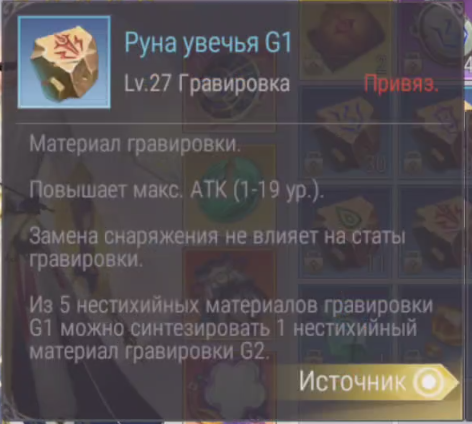 Руна увечья G1
Lv.27 Гравировка Привяз.
Материал гравировки.
Повышает макс. АТК (1-19 ур.).
Замена снаряжения не влияет на статы
гравировки.
Из 5 нестихийных материалов гравировки
G1 можно синтезировать 1 нестихийный
материал гравировки G2.
Источник